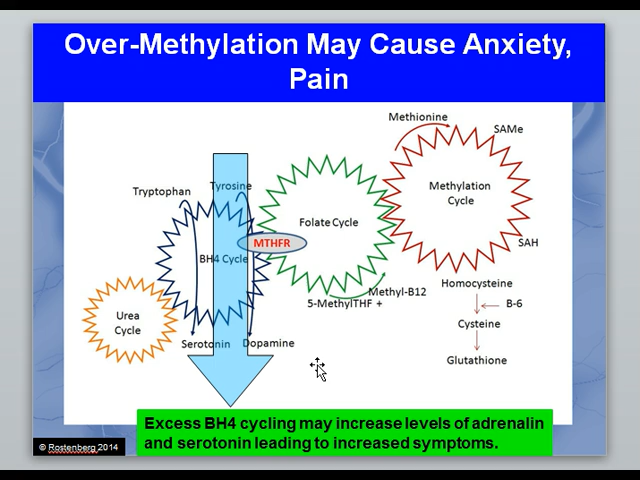 Over-Methylation May Cause Anxiety,
Pain
Methionine
SAMe
Tryptophan
Tyrosine
Methylation
Cycle
Folate Cycle
MTHFR
BH4 Cycle
SAH
Urea
Cycle
5-MethylTHF +
Methyl-B12
Homocysteine
B-6
Cysteine
Serotonin
Dopamine
Glutathione
Excess BH4 cycling may increase levels of adrenalin
and serotonin leading to increased symptoms.
© Rostenberg 2014